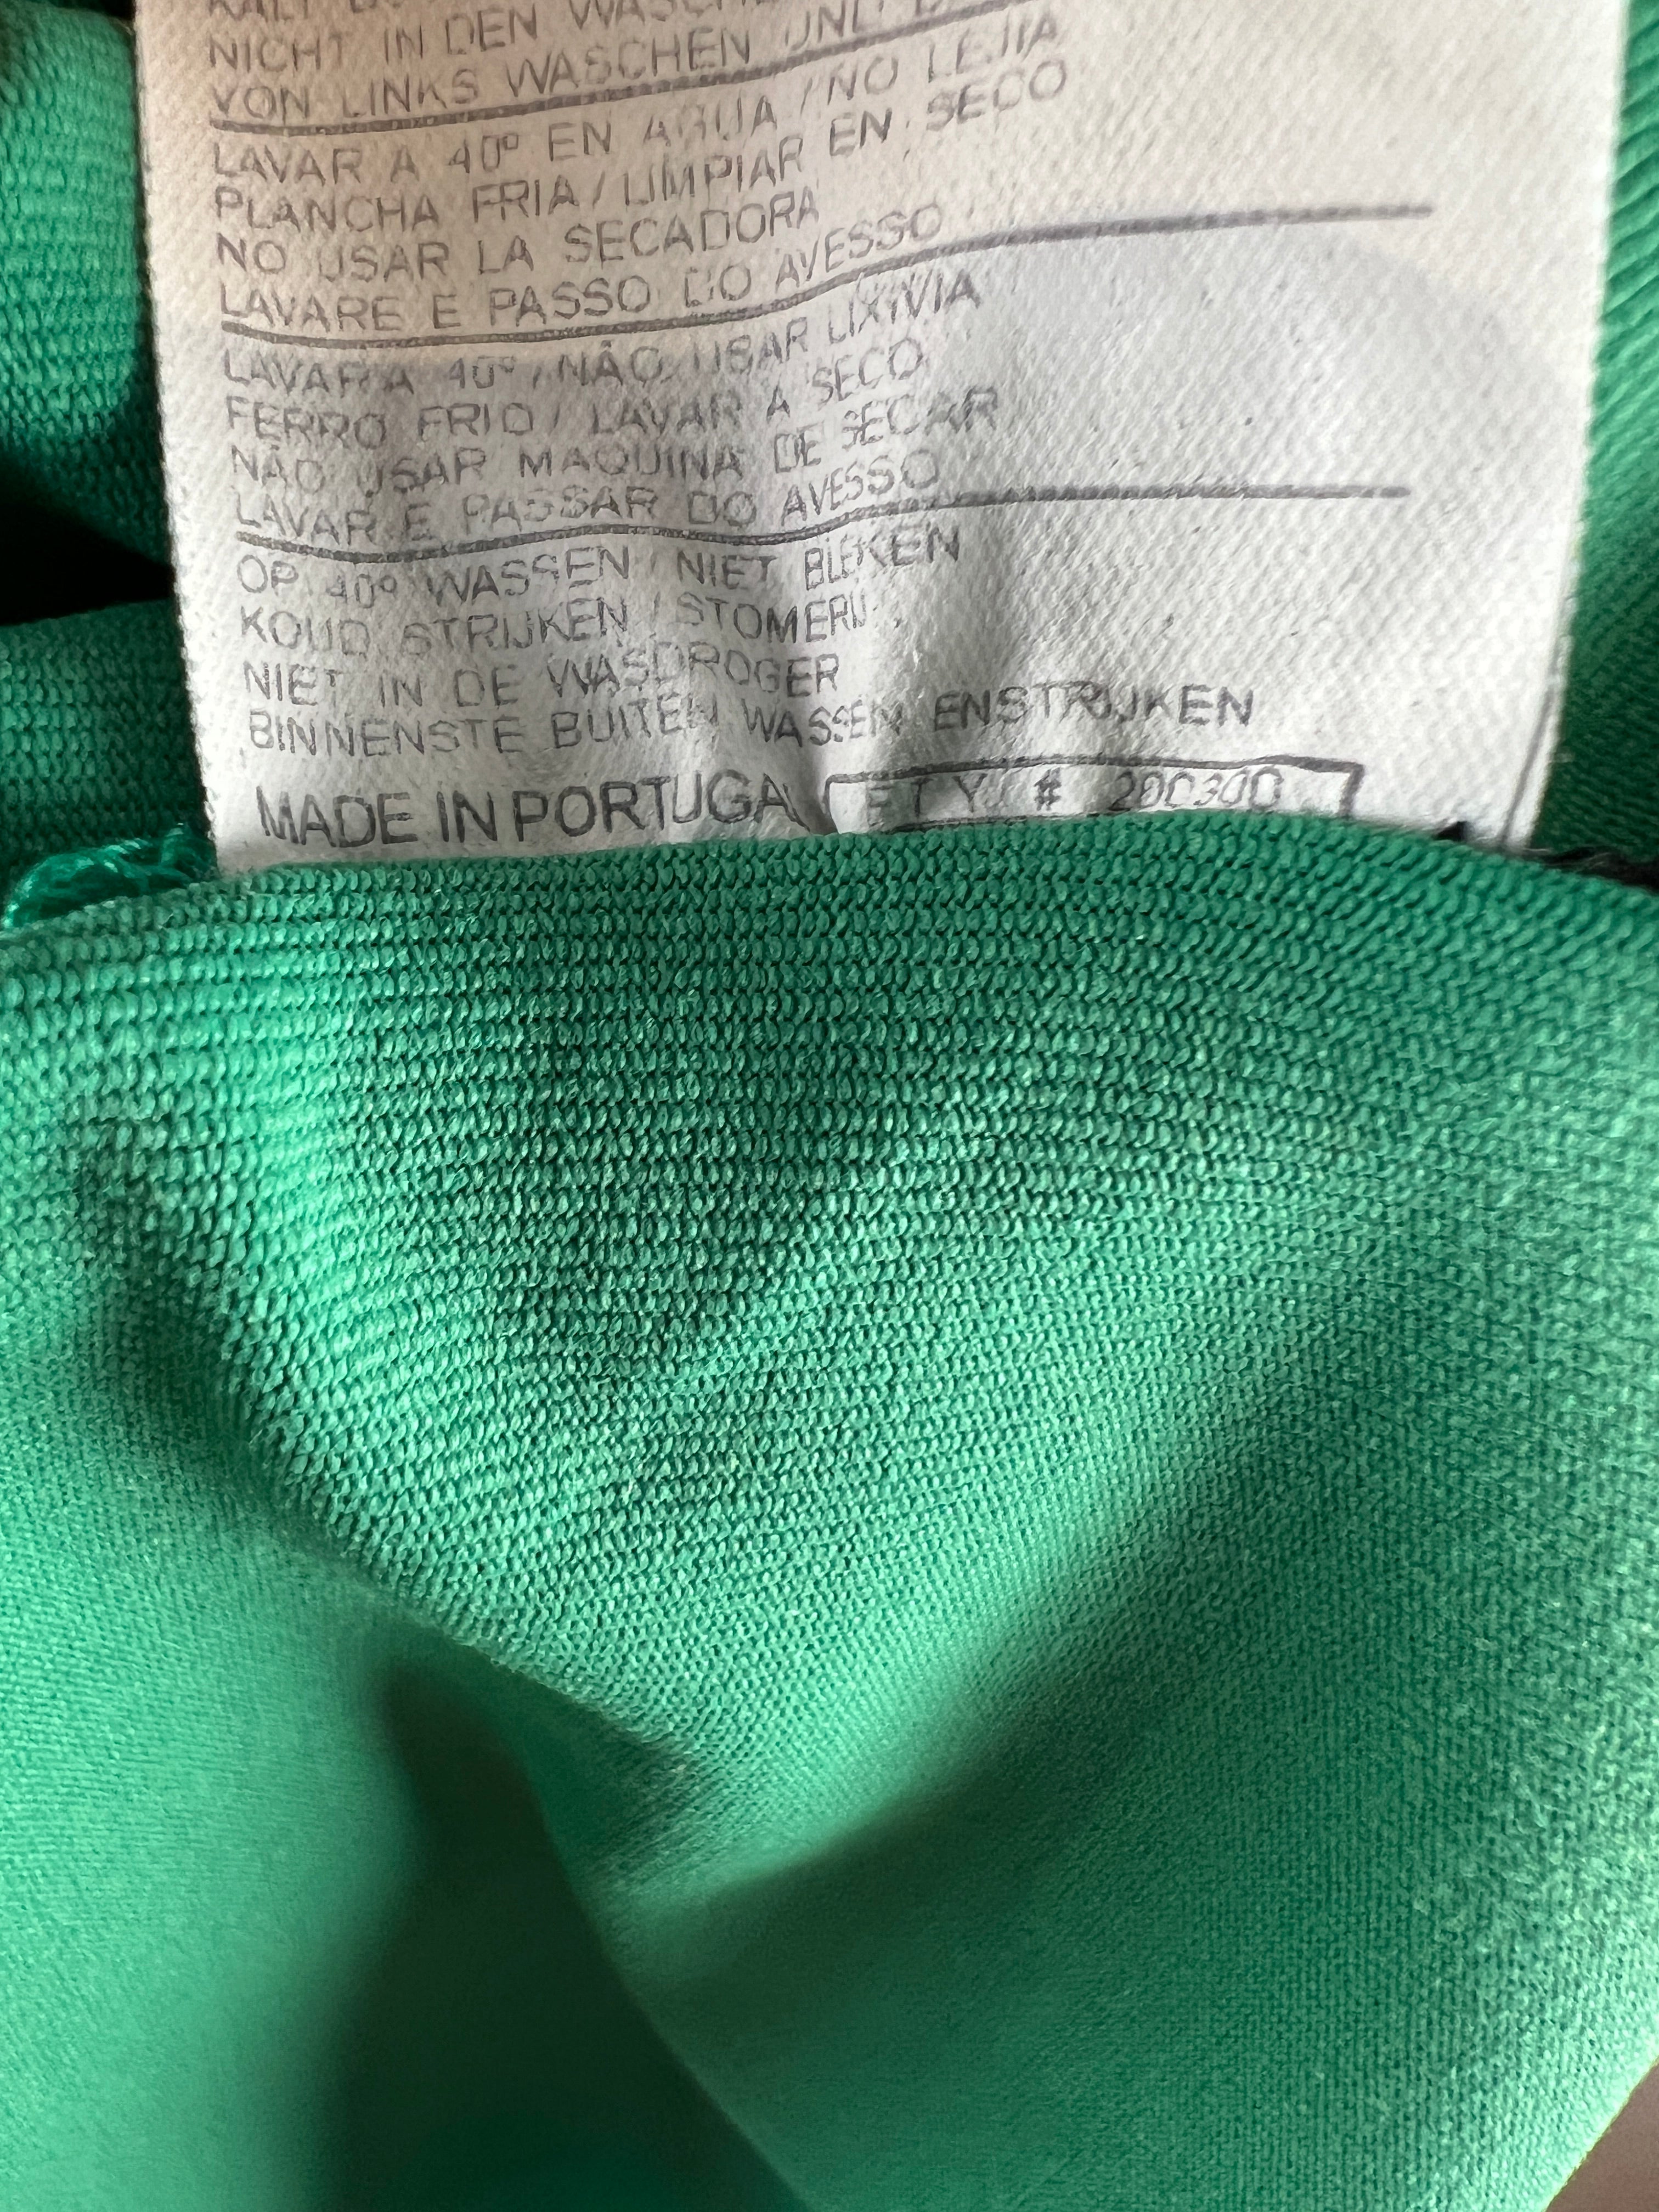 NICHT IN DEN
VON LINKS WASCHEN
LAVAR A 40º EN AGUA / NO LEJIA
PLANCHA FRIA / LIMPIAR EN SECO
NO USAR LA SECADORA
LAVARE E PASSO DO AVESSO
LAVAR A 40º / NÃO USAR LIXIVIA
FERRO FRIO / LAVAR A SECO
NÃO USAR MAQUINA DE SECAR
LAVAR E PASSAR DO AVESSO
OP 40º WASSEN / NIET BLEKEN
KOUD STRIJKEN / STOMERIJ
NIET IN DE WASDROGER
BINNENSTE BUITEN WASSEN ENSTRIJKEN
MADE IN PORTUGAL
FTY # 200300